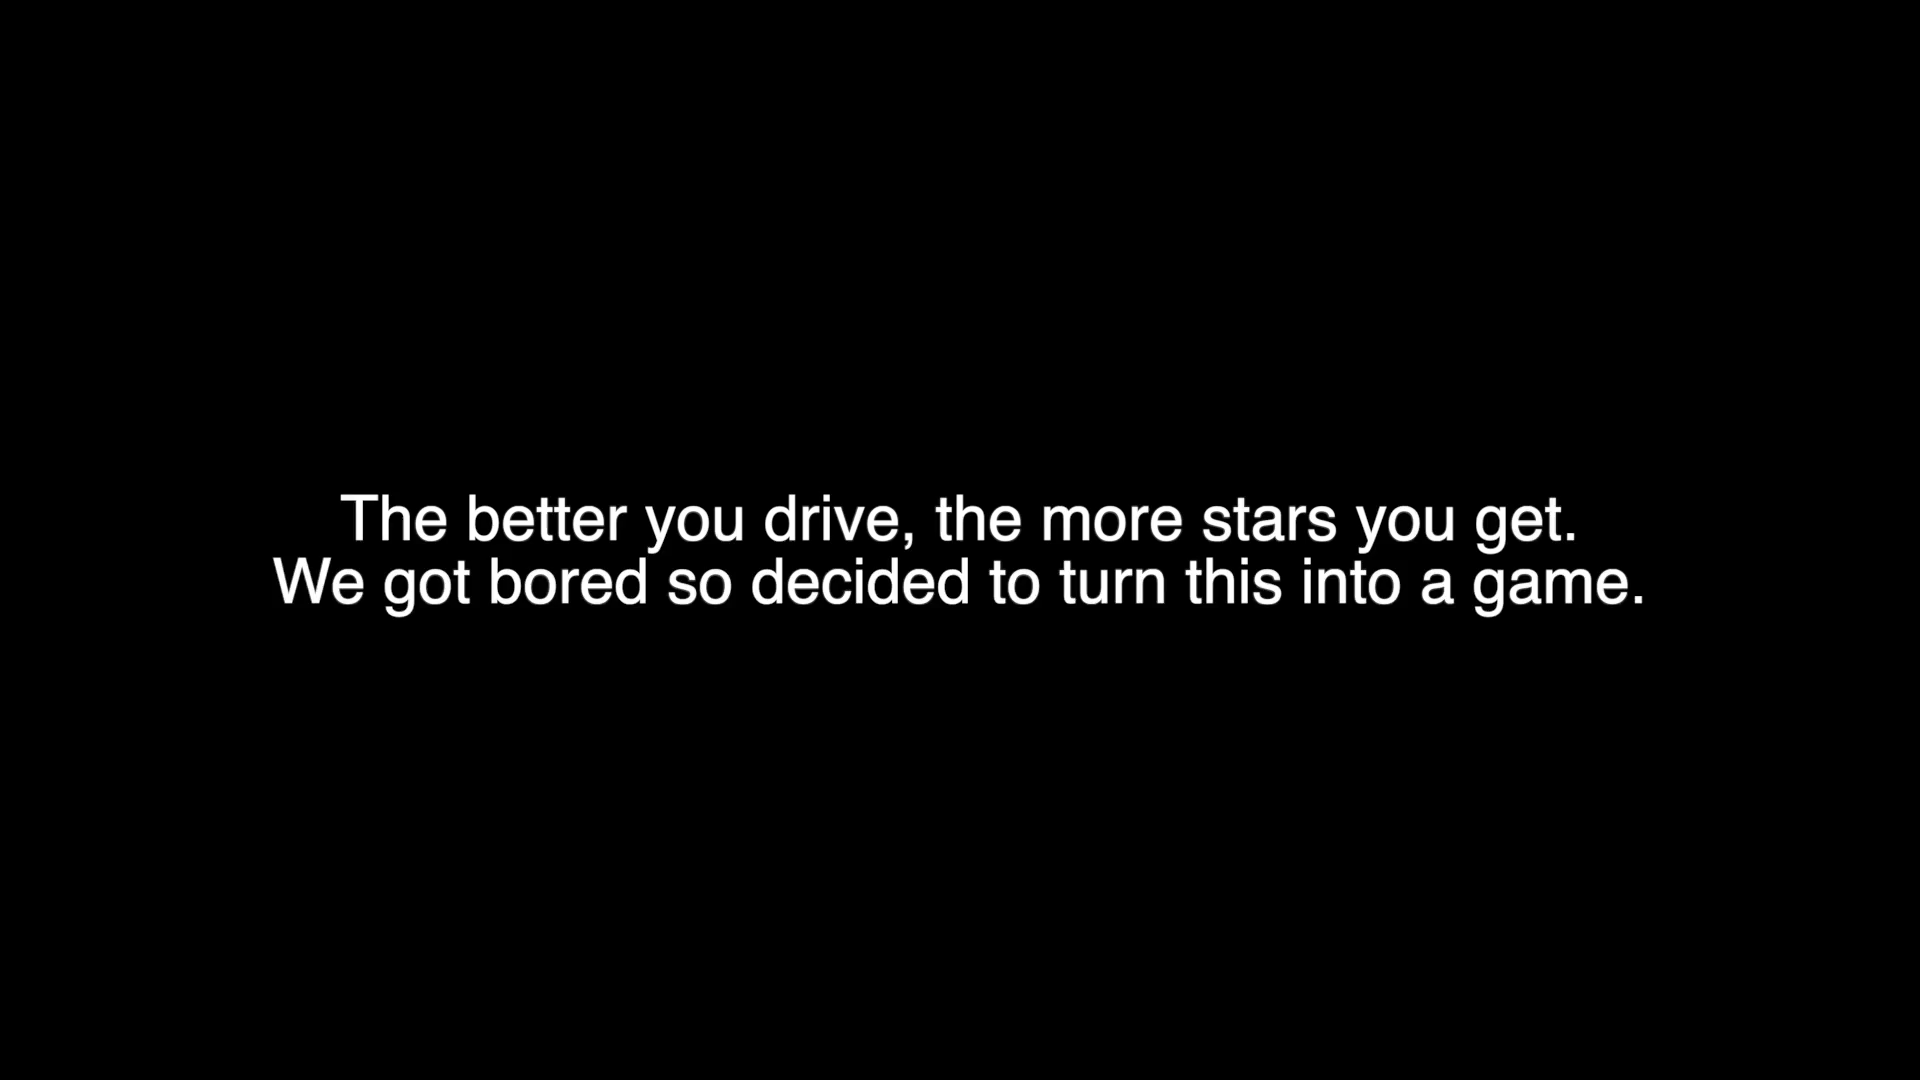 The better you drive, the more stars you get.
We got bored so decided to turn this into a game.